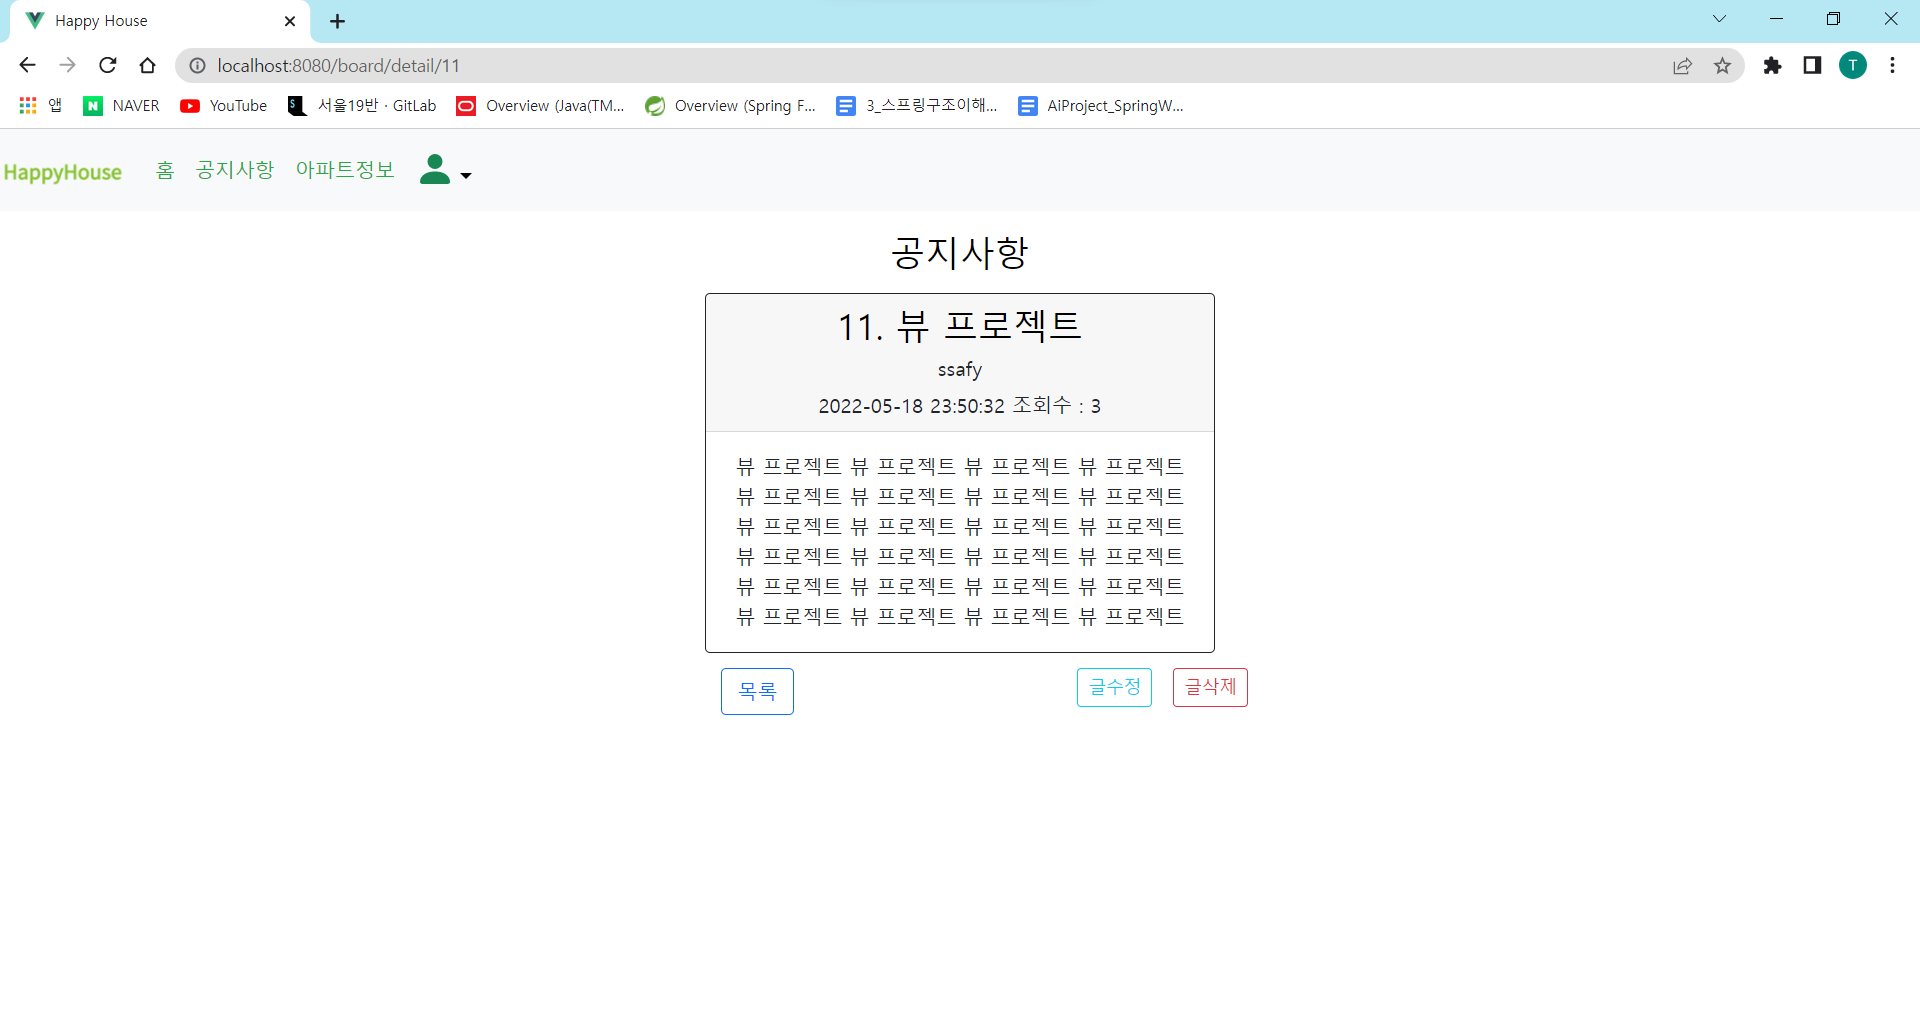 Happy House
localhost:8080/board/detail/11
T
앱 NAVER YouTube 서울19반 · GitLab Overview (Java(TM... Overview (Spring F... 3_스프링구조이해... AiProject_SpringW...
HappyHouse 홈 공지사항 아파트정보
공지사항
11. 뷰 프로젝트
ssafy
2022-05-18 23:50:32 조회수 : 3
뷰 프로젝트 뷰 프로젝트 뷰 프로젝트 뷰 프로젝트
뷰 프로젝트 뷰 프로젝트 뷰 프로젝트 뷰 프로젝트
뷰 프로젝트 뷰 프로젝트 뷰 프로젝트 뷰 프로젝트
뷰 프로젝트 뷰 프로젝트 뷰 프로젝트 뷰 프로젝트
뷰 프로젝트 뷰 프로젝트 뷰 프로젝트 뷰 프로젝트
뷰 프로젝트 뷰 프로젝트 뷰 프로젝트 뷰 프로젝트
목록 글수정 글삭제